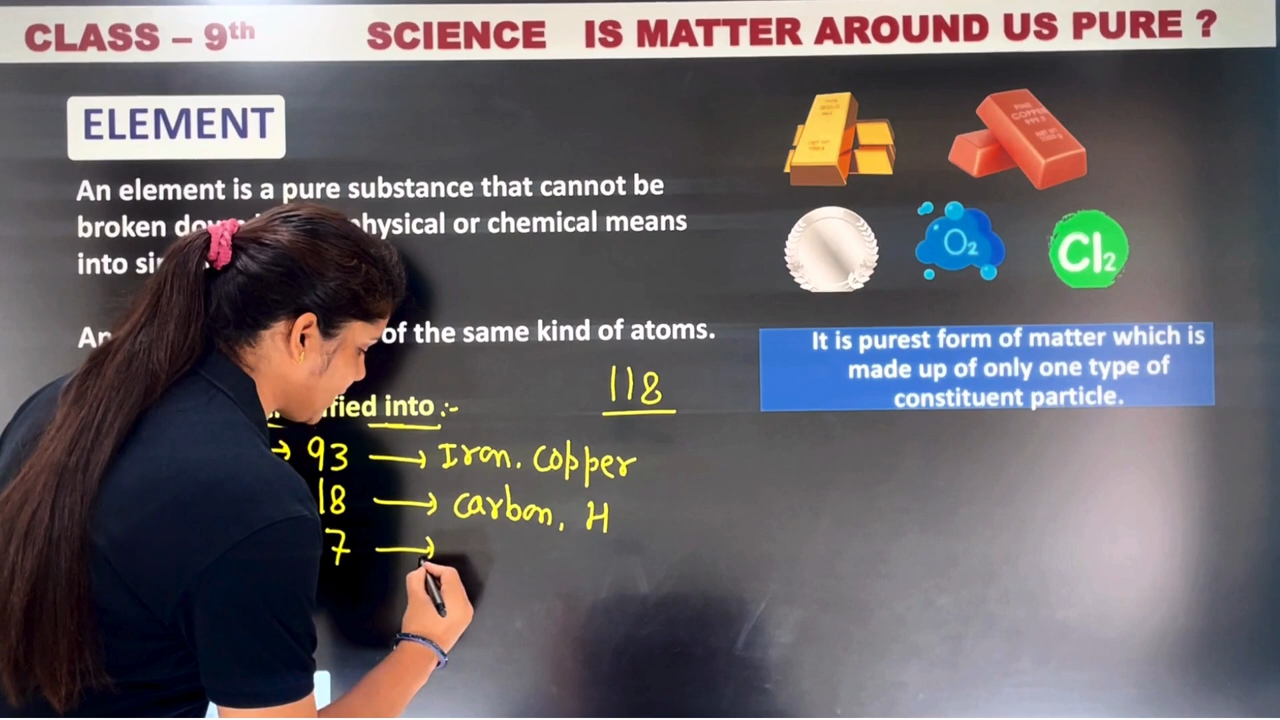 CLASS – 9th SCIENCE IS MATTER AROUND US PURE ?
ELEMENT
An element is a pure substance that cannot be
broken physical or chemical means
into
An of the same kind of atoms.
into :-
118
→ 93 → Iron, Copper
18 → Carbon, H
7 →
O2
Cl2
It is purest form of matter which is
made up of only one type of
constituent particle.